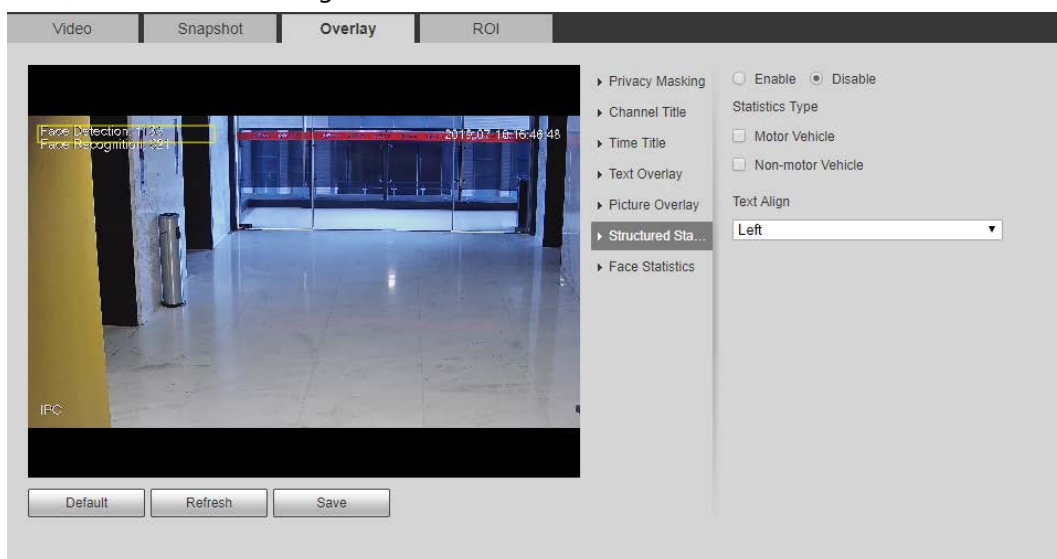 Video
Snapshot
Overlay
ROI
Face Detection:
Face Recognition: 321
2019-07-16 16:46:48
IPC
Privacy Masking
Channel Title
Time Title
Text Overlay
Picture Overlay
Structured Sta...
Face Statistics
Enable
Disable
Statistics Type
Motor Vehicle
Non-motor Vehicle
Text Align
Left
Default
Refresh
Save